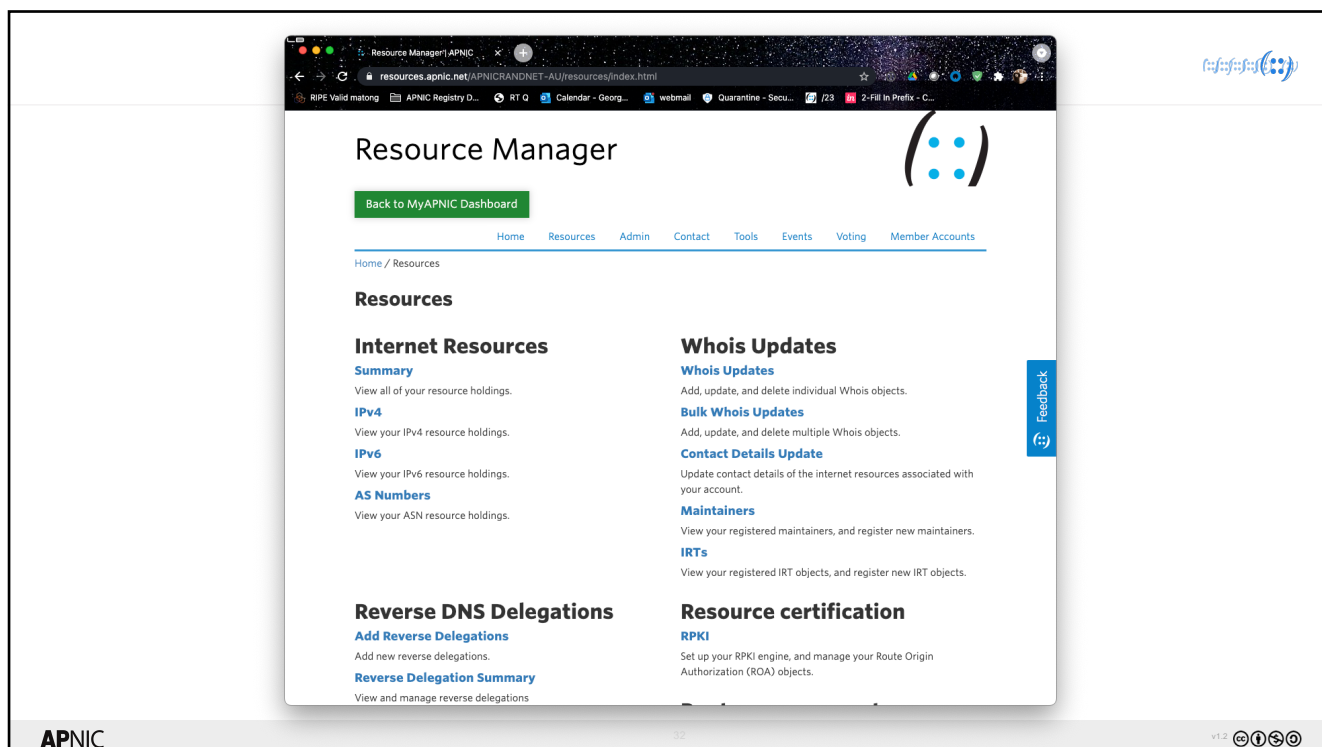 Resource Manager | APNIC
resources.apnic.net/APNICRANDNET-AU/resources/index.html
RIPE Valid matong
APNIC Registry D...
RT Q
Calendar - Georg...
webmail
Quarantine - Secu...
/23
2-Fill In Prefix - C...
Resource Manager
Back to MyAPNIC Dashboard
Home Resources Admin Contact Tools Events Voting Member Accounts
Home / Resources
Resources
Internet Resources
Summary
View all of your resource holdings.
IPv4
View your IPv4 resource holdings.
IPv6
View your IPv6 resource holdings.
AS Numbers
View your ASN resource holdings.
Whois Updates
Whois Updates
Add, update, and delete individual Whois objects.
Bulk Whois Updates
Add, update, and delete multiple Whois objects.
Contact Details Update
Update contact details of the internet resources associated with
your account.
Maintainers
View your registered maintainers, and register new maintainers.
IRTs
View your registered IRT objects, and register new IRT objects.
Reverse DNS Delegations
Add Reverse Delegations
Add new reverse delegations.
Reverse Delegation Summary
View and manage reverse delegations
Resource certification
RPKI
Set up your RPKI engine, and manage your Route Origin
Authorization (ROA) objects.
Feedback
APNIC
32
v1.2